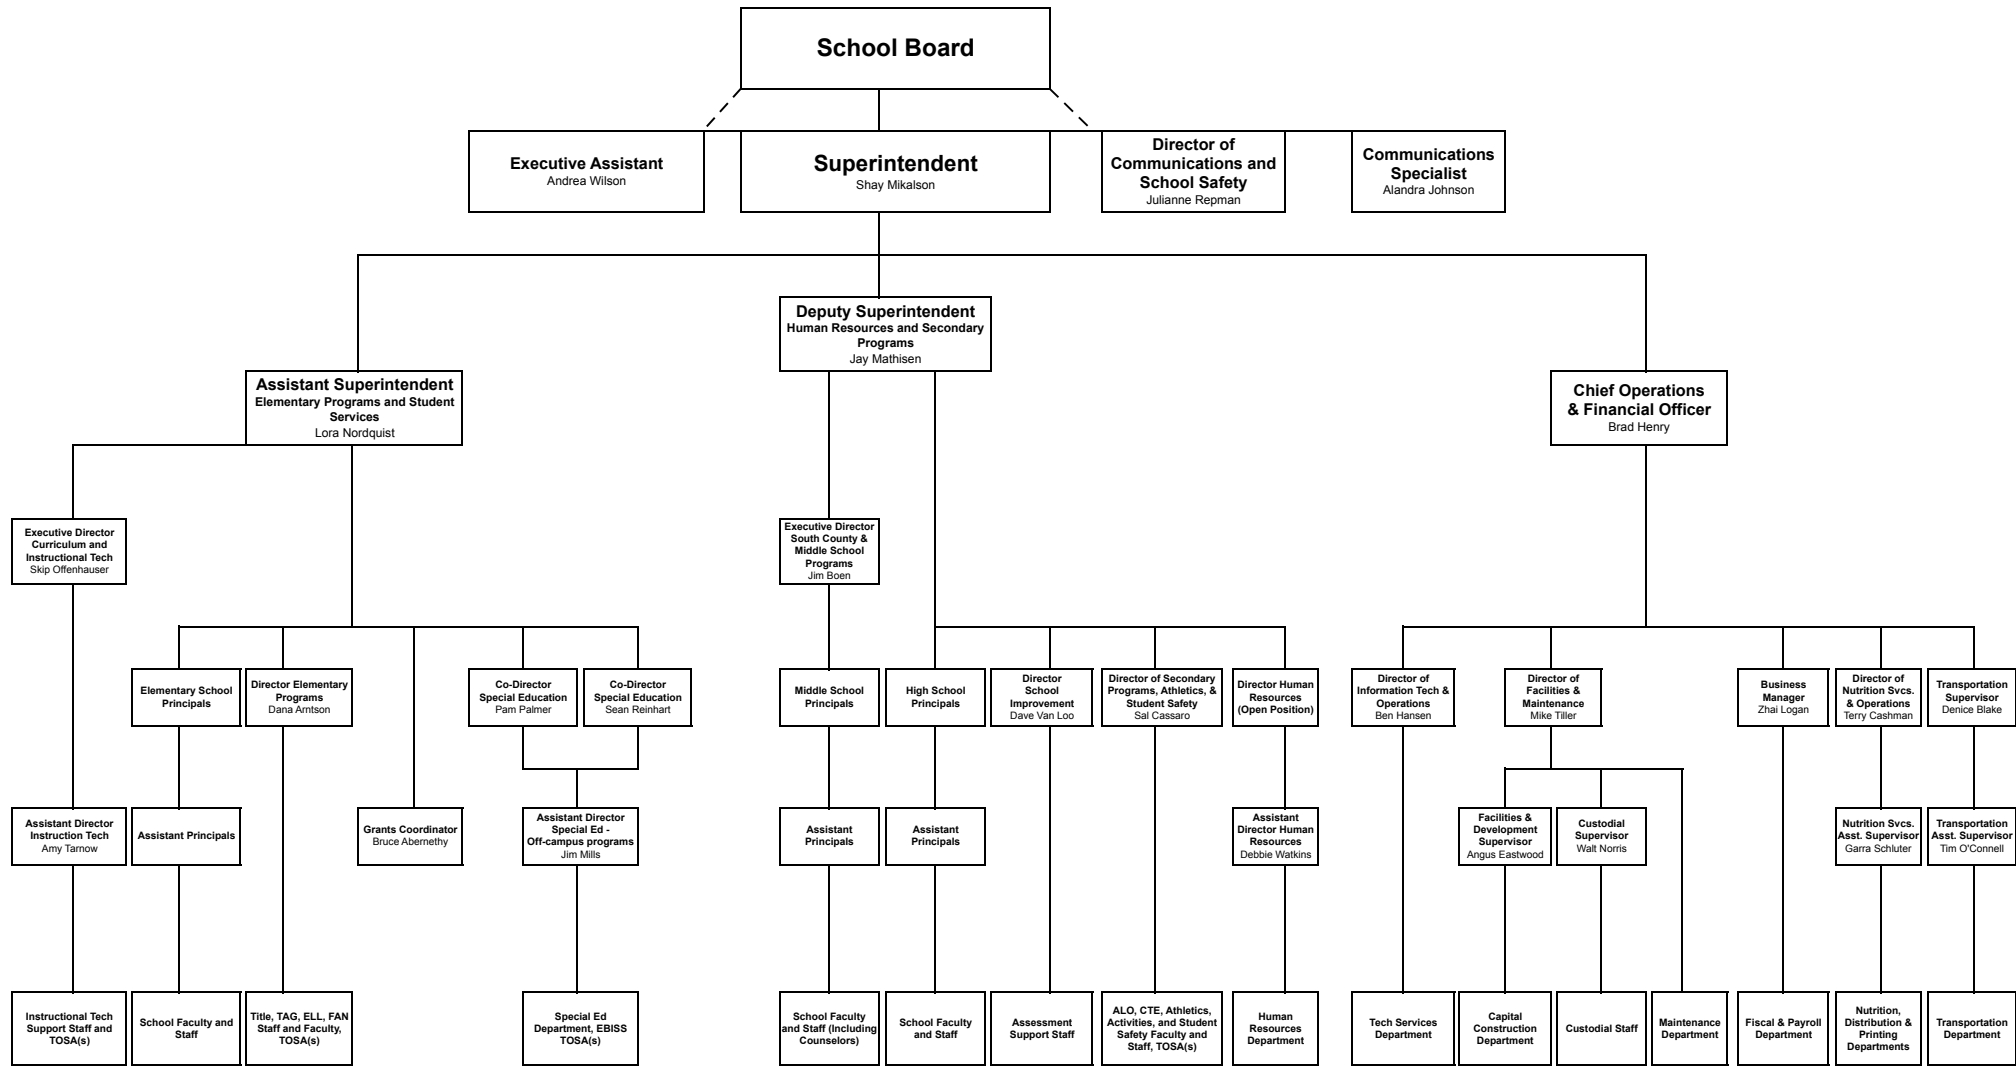 School Board
Executive Assistant
Andrea Wilson
Superintendent
Shay Mikalson
Director of
Communications and
School Safety
Julianne Repman
Communications
Specialist
Alandra Johnson
Deputy Superintendent
Human Resources and Secondary
Programs
Jay Mathisen
Assistant Superintendent
Elementary Programs and Student
Services
Lora Nordquist
Chief Operations
& Financial Officer
Brad Henry
Executive Director
Curriculum and
Instructional Tech
Skip Offenhauser
Executive Director
South County &
Middle School
Programs
Jim Boen
Elementary School
Principals
Director Elementary
Programs
Dana Arntson
Co-Director
Special Education
Pam Palmer
Co-Director
Special Education
Sean Reinhart
Middle School
Principals
High School
Principals
Director
School
Improvement
Dave Van Loo
Director of Secondary
Programs, Athletics, &
Student Safety
Sal Cassaro
Director Human
Resources
(Open Position)
Director of
Information Tech &
Operations
Ben Hansen
Director of
Facilities &
Maintenance
Mike Tiller
Business
Manager
Zhai Logan
Director of
Nutrition Svcs.
& Operations
Terry Cashman
Transportation
Supervisor
Denice Blake
Assistant Director
Instruction Tech
Amy Tarnow
Assistant Principals
Grants Coordinator
Bruce Abernethy
Assistant Director
Special Ed -
Off-campus programs
Jim Mills
Assistant
Principals
Assistant
Principals
Assistant
Director Human
Resources
Debbie Watkins
Facilities &
Development
Supervisor
Angus Eastwood
Custodial
Supervisor
Walt Norris
Nutrition Svcs.
Asst. Supervisor
Garra Schluter
Transportation
Asst. Supervisor
Tim O'Connell
Instructional Tech
Support Staff and
TOSA(s)
School Faculty and
Staff
Title, TAG, ELL, FAN
Staff and Faculty,
TOSA(s)
Special Ed
Department, EBISS
TOSA(s)
School Faculty
and Staff (Including
Counselors)
School Faculty
and Staff
Assessment
Support Staff
ALO, CTE, Athletics,
Activities, and Student
Safety Faculty and
Staff, TOSA(s)
Human
Resources
Department
Tech Services
Department
Capital
Construction
Department
Custodial Staff
Maintenance
Department
Fiscal & Payroll
Department
Nutrition,
Distribution &
Printing
Departments
Transportation
Department